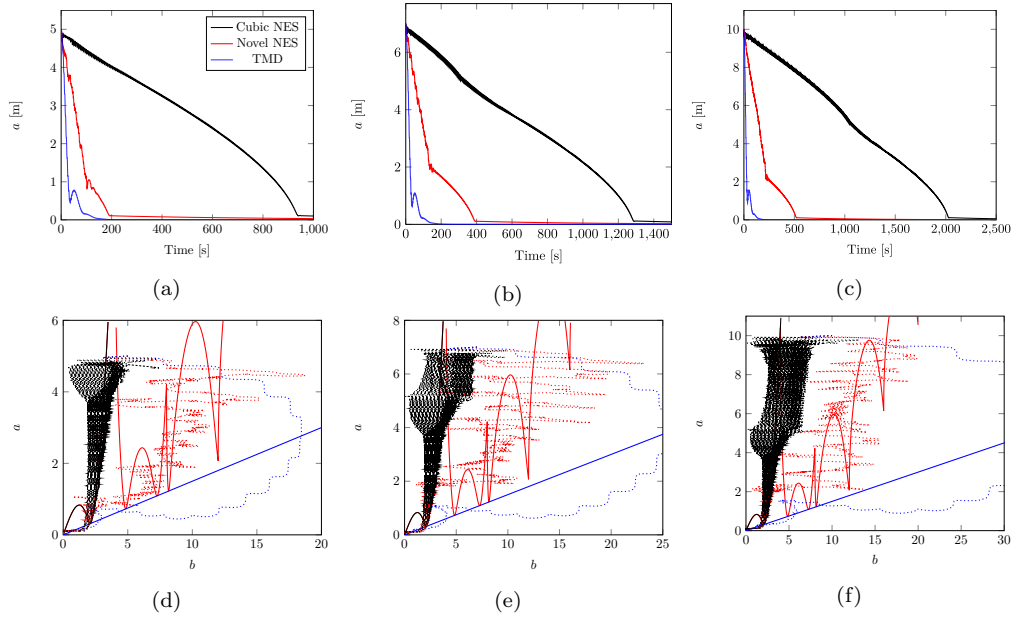 5
4
3
2
1
0
a [m]
0 200 400 600 800 1,000
Time [s]
Cubic NES
Novel NES
TMD
(a)
6
4
2
0
a [m]
0 200 400 600 800 1,000 1,200 1,400
Time [s]
(b)
10
8
6
4
2
0
a [m]
0 500 1,000 1,500 2,000 2,500
Time [s]
(c)
6
4
2
0
a
0 5 10 15 20
b
(d)
8
6
4
2
0
a
0 5 10 15 20 25
b
(e)
10
8
6
4
2
0
a
0 5 10 15 20 25 30
b
(f)